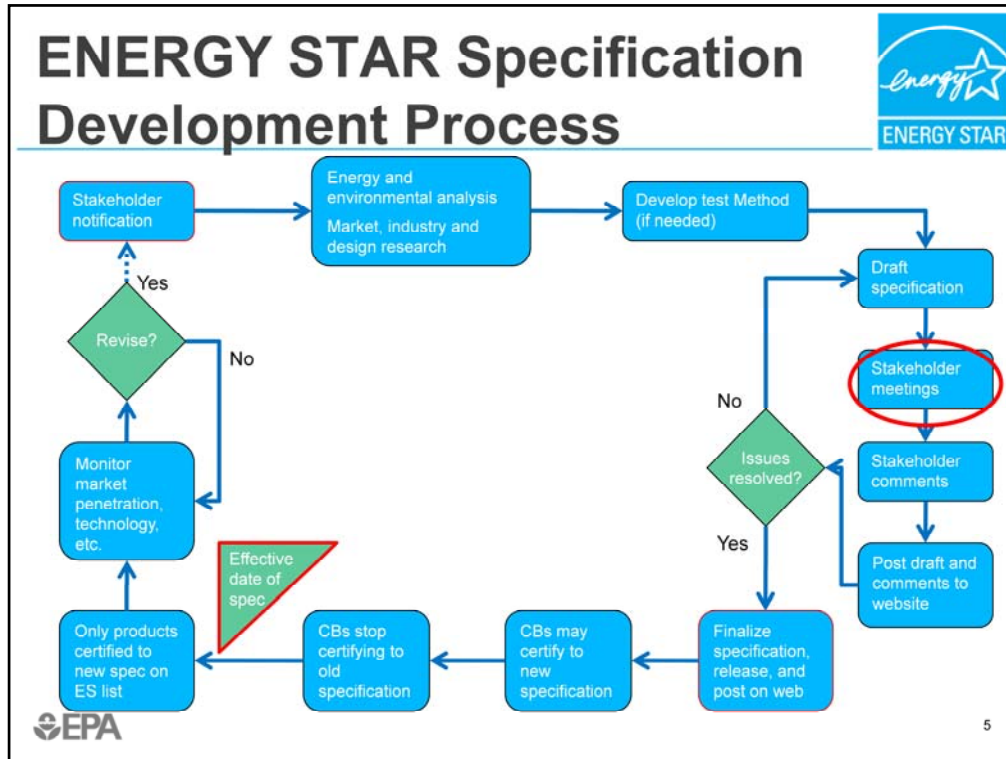 ENERGY STAR Specification
Development Process
energy
ENERGY STAR
Stakeholder
notification
Energy and
environmental analysis
Market, industry and
design research
Develop test Method
(if needed)
Draft
specification
Stakeholder
meetings
Stakeholder
comments
Post draft and
comments to
website
Issues
resolved?
No
Yes
Finalize
specification,
release, and
post on web
CBs may
certify to
new
specification
CBs stop
certifying to
old
specification
Effective
date of
spec
Only products
certified to
new spec on
ES list
Monitor
market
penetration,
technology,
etc.
Revise?
Yes
No
EPA
5